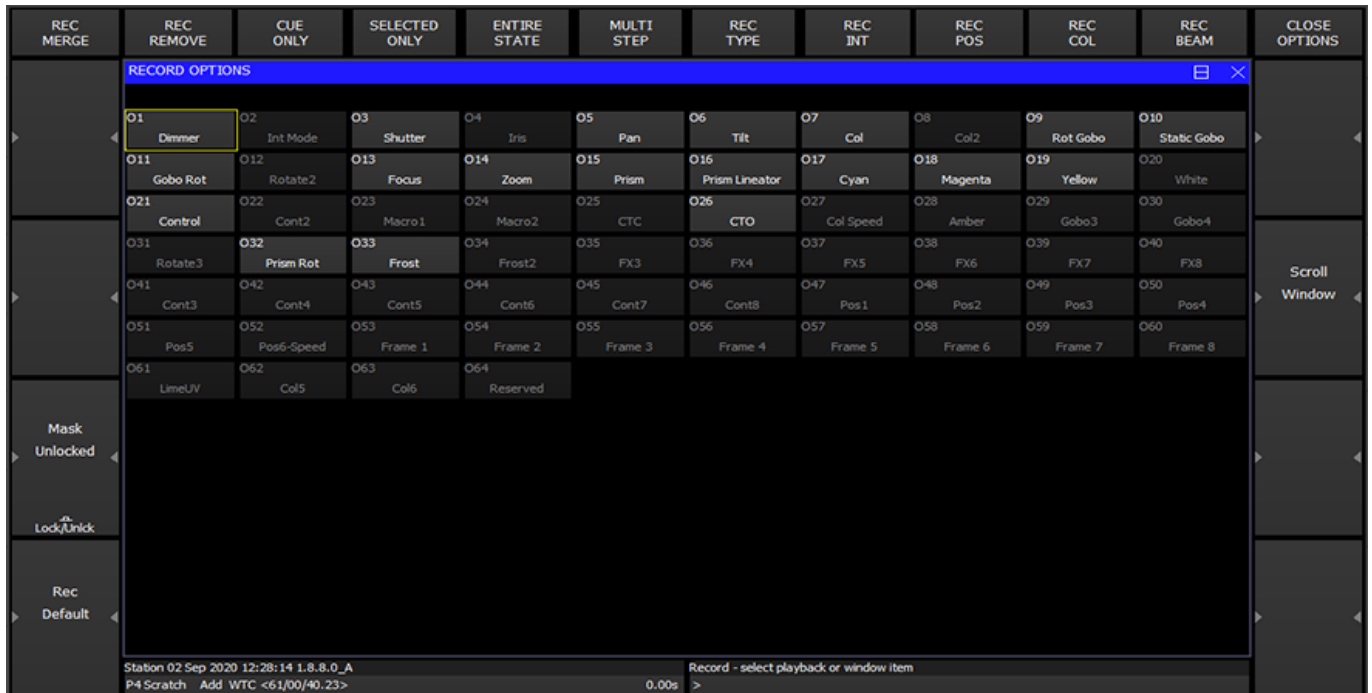 REC MERGE
REC REMOVE
CUE ONLY
SELECTED ONLY
ENTIRE STATE
MULTI STEP
REC TYPE
REC INT
REC POS
REC COL
REC BEAM
CLOSE OPTIONS
RECORD OPTIONS
O1 Dimmer
O2 Int Mode
O3 Shutter
O4 Iris
O5 Pan
O6 Tilt
O7 Col
O8 Col2
O9 Rot Gobo
O10 Static Gobo
O11 Gobo Rot
O12 Rotate2
O13 Focus
O14 Zoom
O15 Prism
O16 Prism Lineator
O17 Cyan
O18 Magenta
O19 Yellow
O20 White
O21 Control
O22 Cont2
O23 Macro1
O24 Macro2
O25 CTC
O26 CTO
O27 Col Speed
O28 Amber
O29 Gobo3
O30 Gobo4
O31 Rotate3
O32 Prism Rot
O33 Frost
O34 Frost2
O35 FX3
O36 FX4
O37 FX5
O38 FX6
O39 FX7
O40 FX8
O41 Cont3
O42 Cont4
O43 Cont5
O44 Cont6
O45 Cont7
O46 Cont8
O47 Pos1
O48 Pos2
O49 Pos3
O50 Pos4
O51 Pos5
O52 Pos6-Speed
O53 Frame 1
O54 Frame 2
O55 Frame 3
O56 Frame 4
O57 Frame 5
O58 Frame 6
O59 Frame 7
O60 Frame 8
O61 LimeUV
O62 Col5
O63 Col6
O64 Reserved
Scroll
Window
Mask
Unlocked
Lock/Unlck
Rec
Default
Station 02 Sep 2020 12:28:14 1.8.8.0_A
Record - select playback or window item
P4 Scratch Add WTC <61/00/40.23> 0.00s >